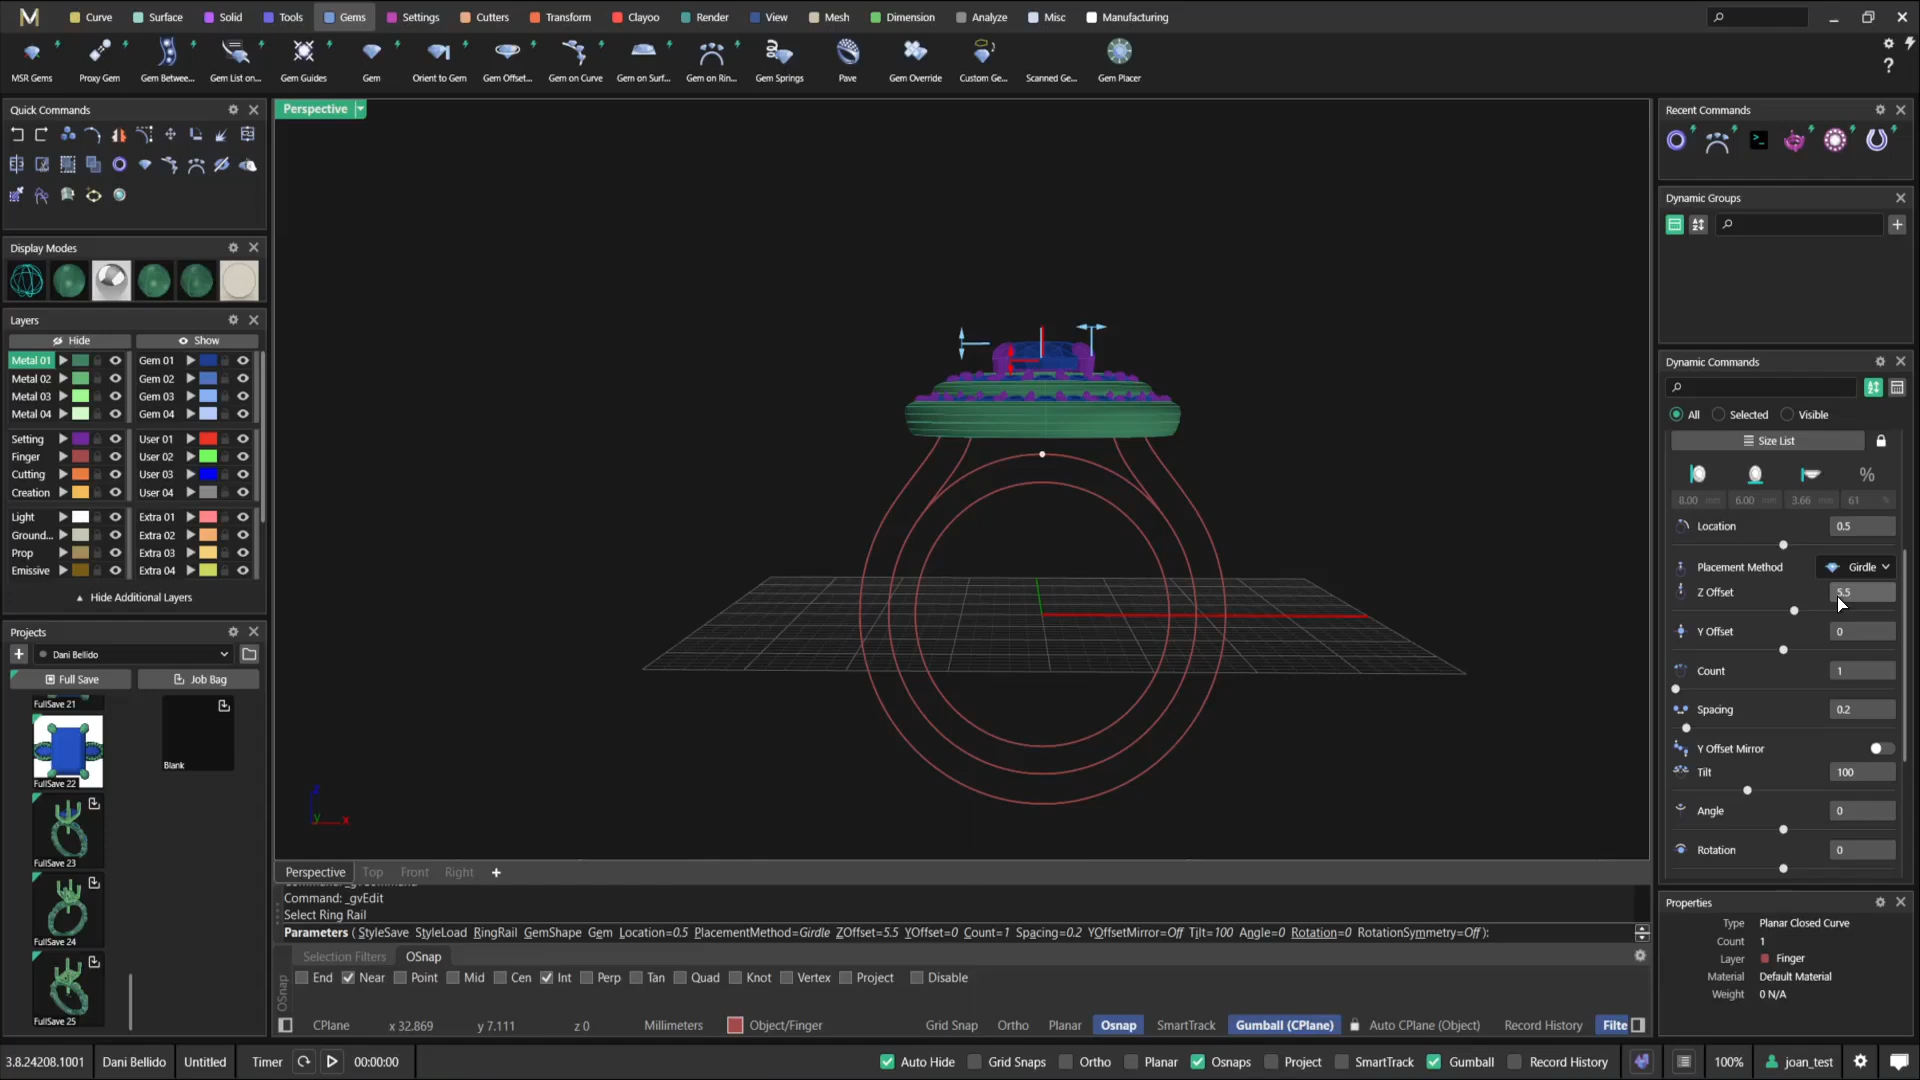 Curve Surface Solid Tools Gems Settings Cutters Transform Clayoo Render View Mesh Dimension Analyze Misc Manufacturing
MSR Gems Proxy Gem Gem Betwee... Gem List on... Gem Guides Gem Orient to Gem Gem Offset... Gem on Curve Gem on Surf... Gem on Rin... Gem Springs Pave Gem Override Custom Ge... Scanned Ge... Gem Placer
Quick Commands
Display Modes
Layers
Hide Show
Metal 01 Gem 01
Metal 02 Gem 02
Metal 03 Gem 03
Metal 04 Gem 04
Setting User 01
Finger User 02
Cutting User 03
Creation User 04
Light Extra 01
Ground... Extra 02
Prop Extra 03
Emissive Extra 04
Hide Additional Layers
Projects
Dani Bellido
Full Save Job Bag
FullSave 21
FullSave 22
Blank
FullSave 23
FullSave 24
FullSave 25
Perspective
z
y x
Perspective Top Front Right
Command: _gvEdit
Select Ring Rail
Parameters ( StyleSave StyleLoad RingRail GemShape Gem Location=0.5 PlacementMethod=Girdle ZOffset=5.5 YOffset=0 Count=1 Spacing=0.2 YOffsetMirror=Off Tilt=100 Angle=0 Rotation=0 RotationSymmetry=Off ):
Selection Filters OSnap
OSnap
End Near Point Mid Cen Int Perp Tan Quad Knot Vertex Project Disable
CPlane x 32.869 y 7.111 z 0 Millimeters Object/Finger Grid Snap Ortho Planar Osnap SmartTrack Gumball (CPlane) Auto CPlane (Object) Record History Filte
Recent Commands
Dynamic Groups
Dynamic Commands
All Selected Visible
Size List
%
8.00 mm 6.00 mm 3.66 mm 61 %
Location 0.5
Placement Method Girdle
Z Offset 5.5
Y Offset 0
Count 1
Spacing 0.2
Y Offset Mirror
Tilt 100
Angle 0
Rotation 0
Properties
Type Planar Closed Curve
Count 1
Layer Finger
Material Default Material
Weight 0 N/A
3.8.24208.1001 Dani Bellido Untitled Timer 00:00:00 Auto Hide Grid Snaps Ortho Planar Osnaps Project SmartTrack Gumball Record History 100% joan_test